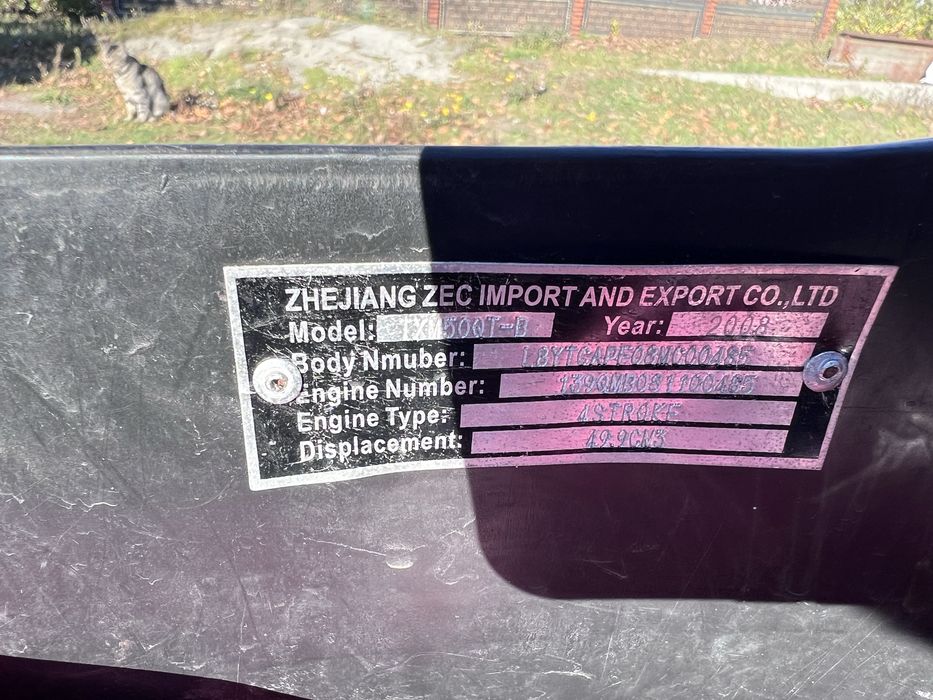 ZHEJIANG ZEC IMPORT AND EXPORT CO.,LTD
Model: Year: 2008
Body Nmuber: L8YTGAPE08M000485
Engine Number:
Engine Type: 4STROKE
Displacement: 49.9CM3